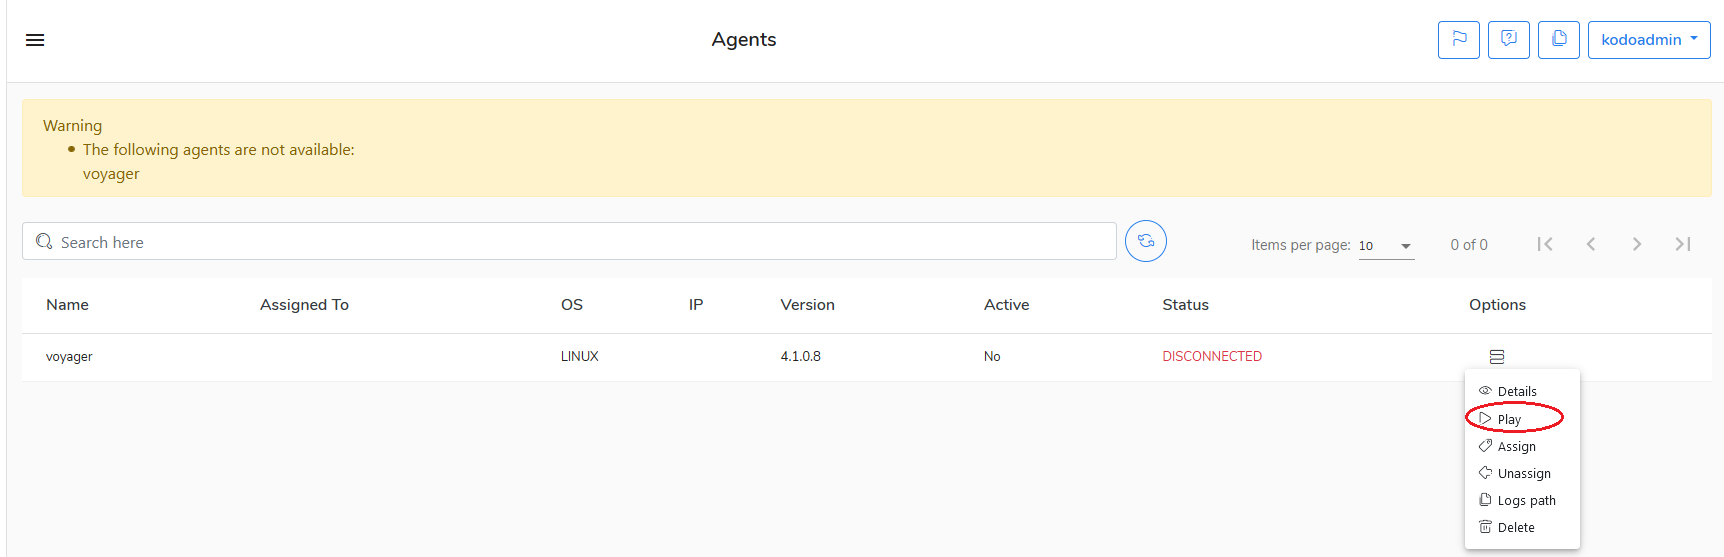 Agents
kodoadmin
Warning
The following agents are not available:
voyager
Search here
Items per page: 10 0 of 0
Name Assigned To OS IP Version Active Status Options
voyager LINUX 4.1.0.8 No DISCONNECTED
Details
Play
Assign
Unassign
Logs path
Delete